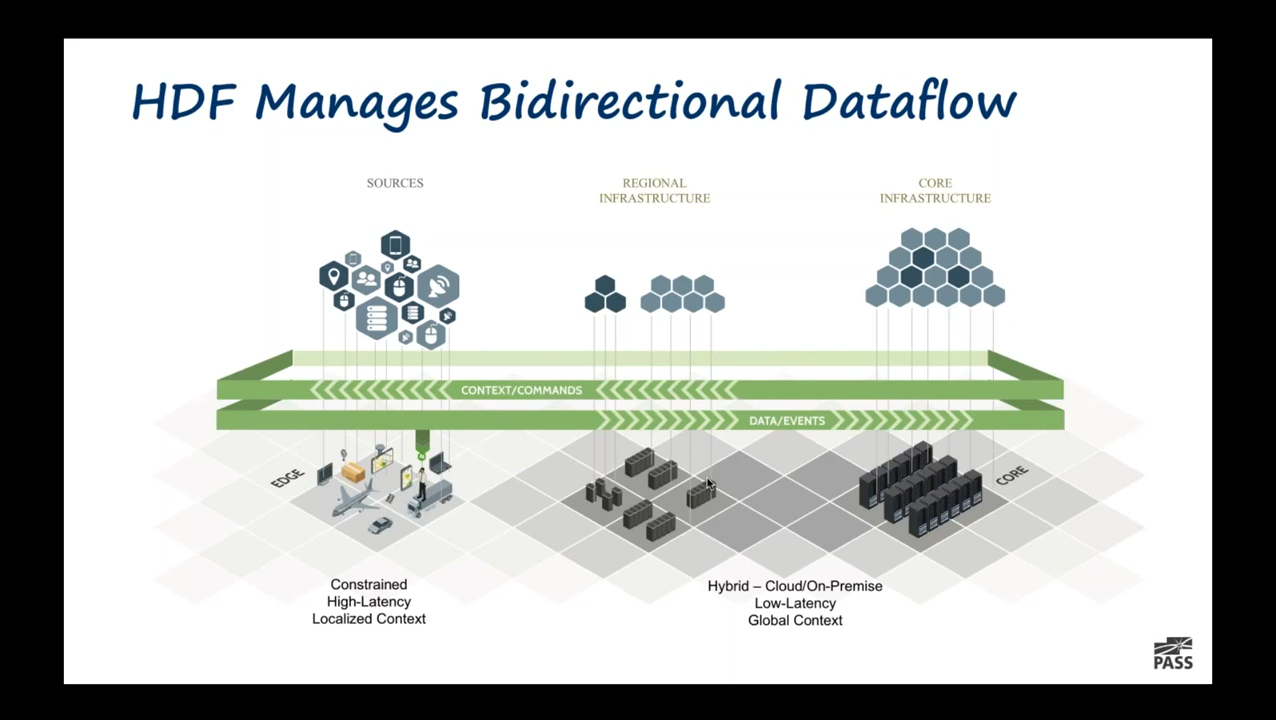 HDF Manages Bidirectional Dataflow
SOURCES
REGIONAL
INFRASTRUCTURE
CORE
INFRASTRUCTURE
CONTEXT/COMMANDS
DATA/EVENTS
EDGE
CORE
Constrained
High-Latency
Localized Context
Hybrid – Cloud/On-Premise
Low-Latency
Global Context
PASS